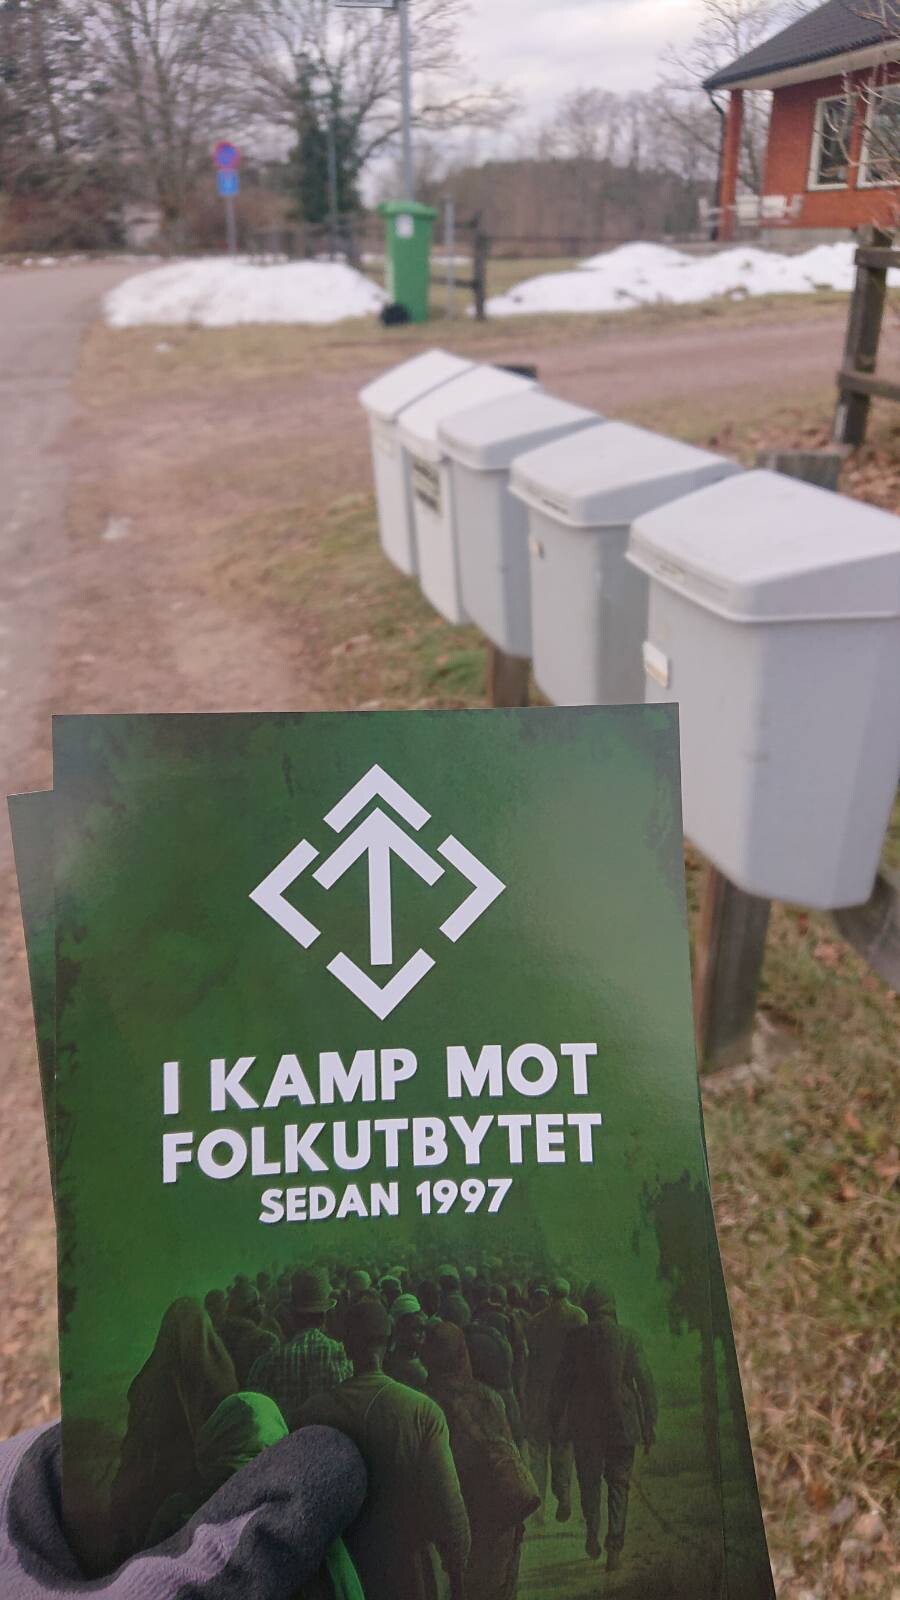 I KAMP MOT
FOLKUTBYTET
SEDAN 1997